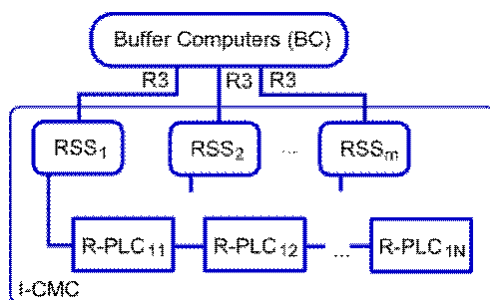 Buffer Computers (BC)
R3 R3 R3
RSS1 RSS2 ... RSSm
R-PLC11 R-PLC12 ... R-PLC1N
I-CMC